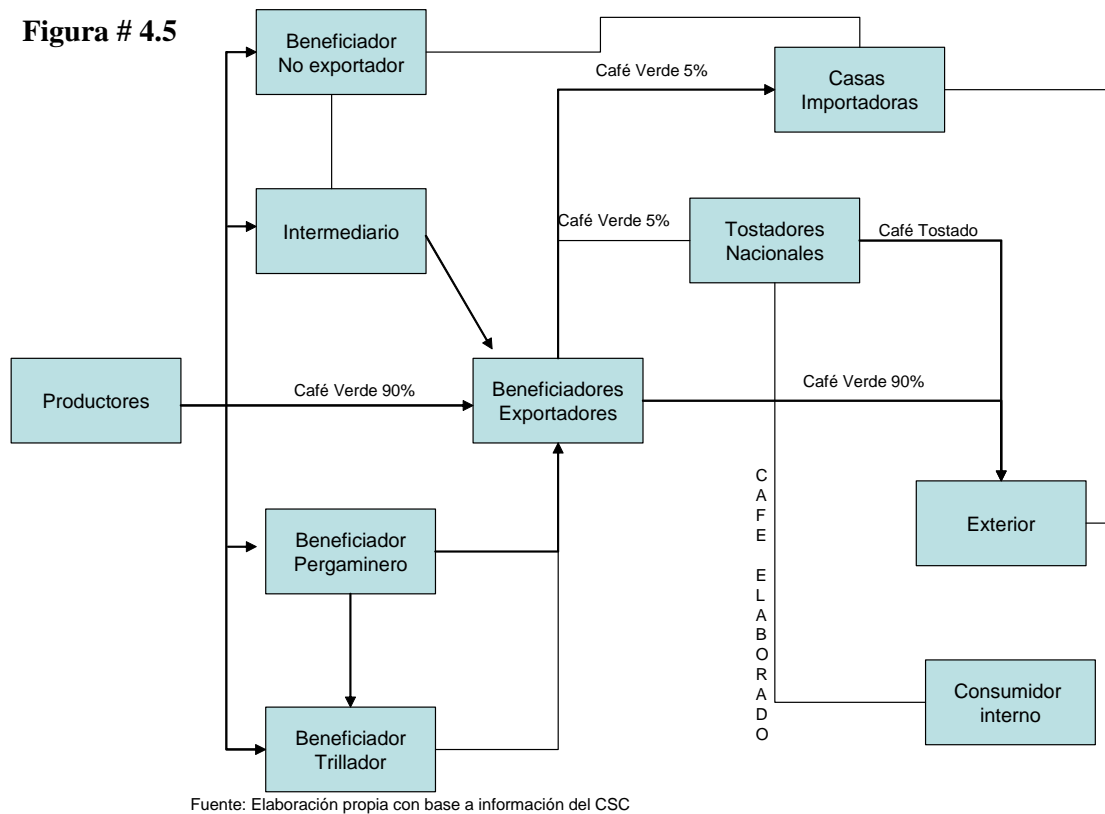 Figura # 4.5
Beneficiador
No exportador
Café Verde 5%
Casas
Importadoras
Intermediario
Café Verde 5%
Tostadores
Nacionales
Café Tostado
Productores
Café Verde 90%
Beneficiadores
Exportadores
Café Verde 90%
CAFE ELABORADO
Beneficiador
Pergaminero
Exterior
Beneficiador
Trillador
Consumidor
interno
Fuente: Elaboración propia con base a información del CSC